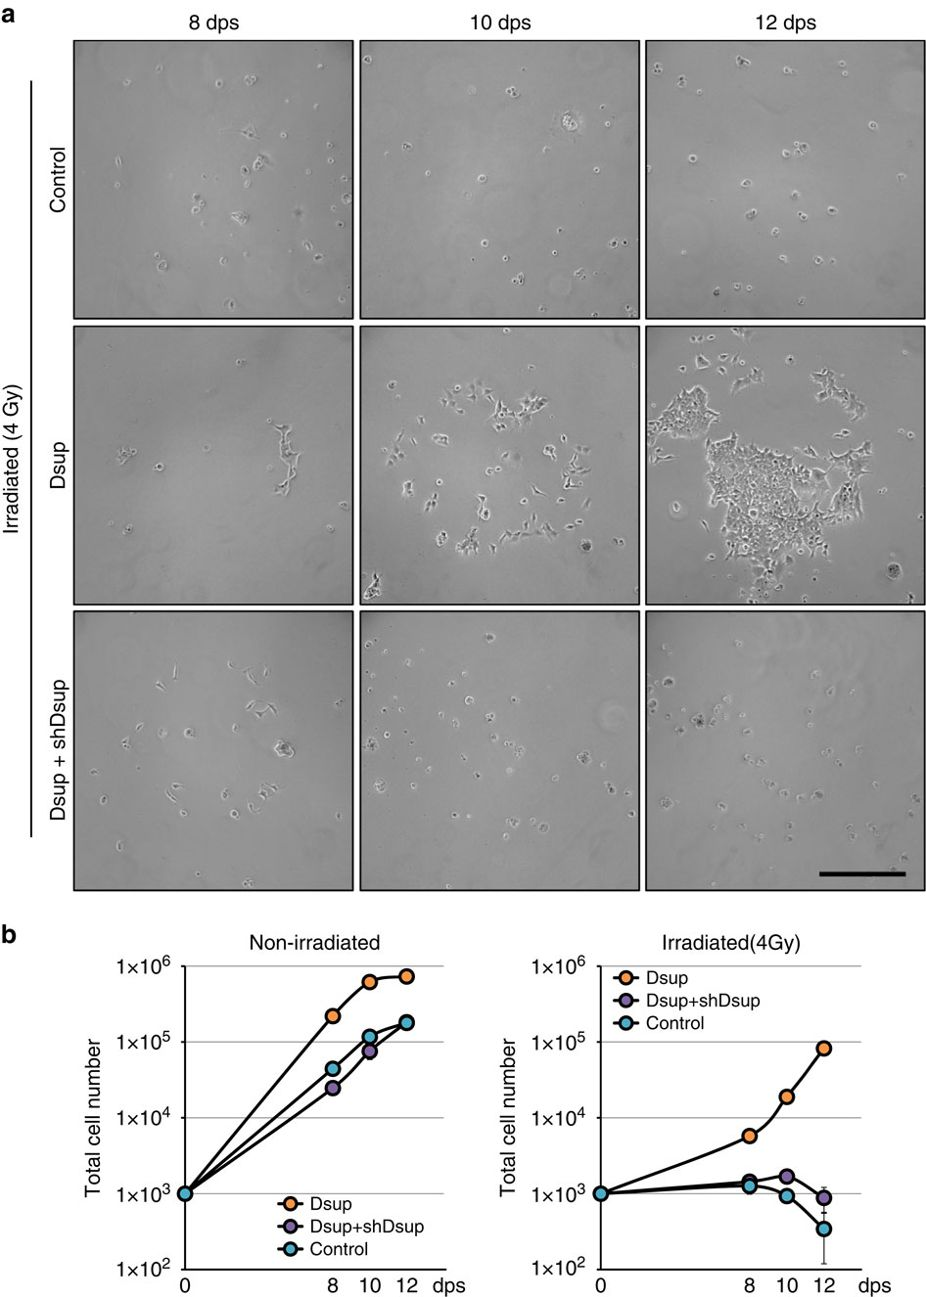 a
8 dps
10 dps
12 dps
Irradiated (4 Gy)
Control
Dsup
Dsup + shDsup
b
Non-irradiated
Total cell number
1×10⁶
1×10⁵
1×10⁴
1×10³
1×10²
Dsup
Dsup+shDsup
Control
0 8 10 12 dps
Irradiated(4Gy)
Total cell number
1×10⁶
1×10⁵
1×10⁴
1×10³
1×10²
Dsup
Dsup+shDsup
Control
0 8 10 12 dps